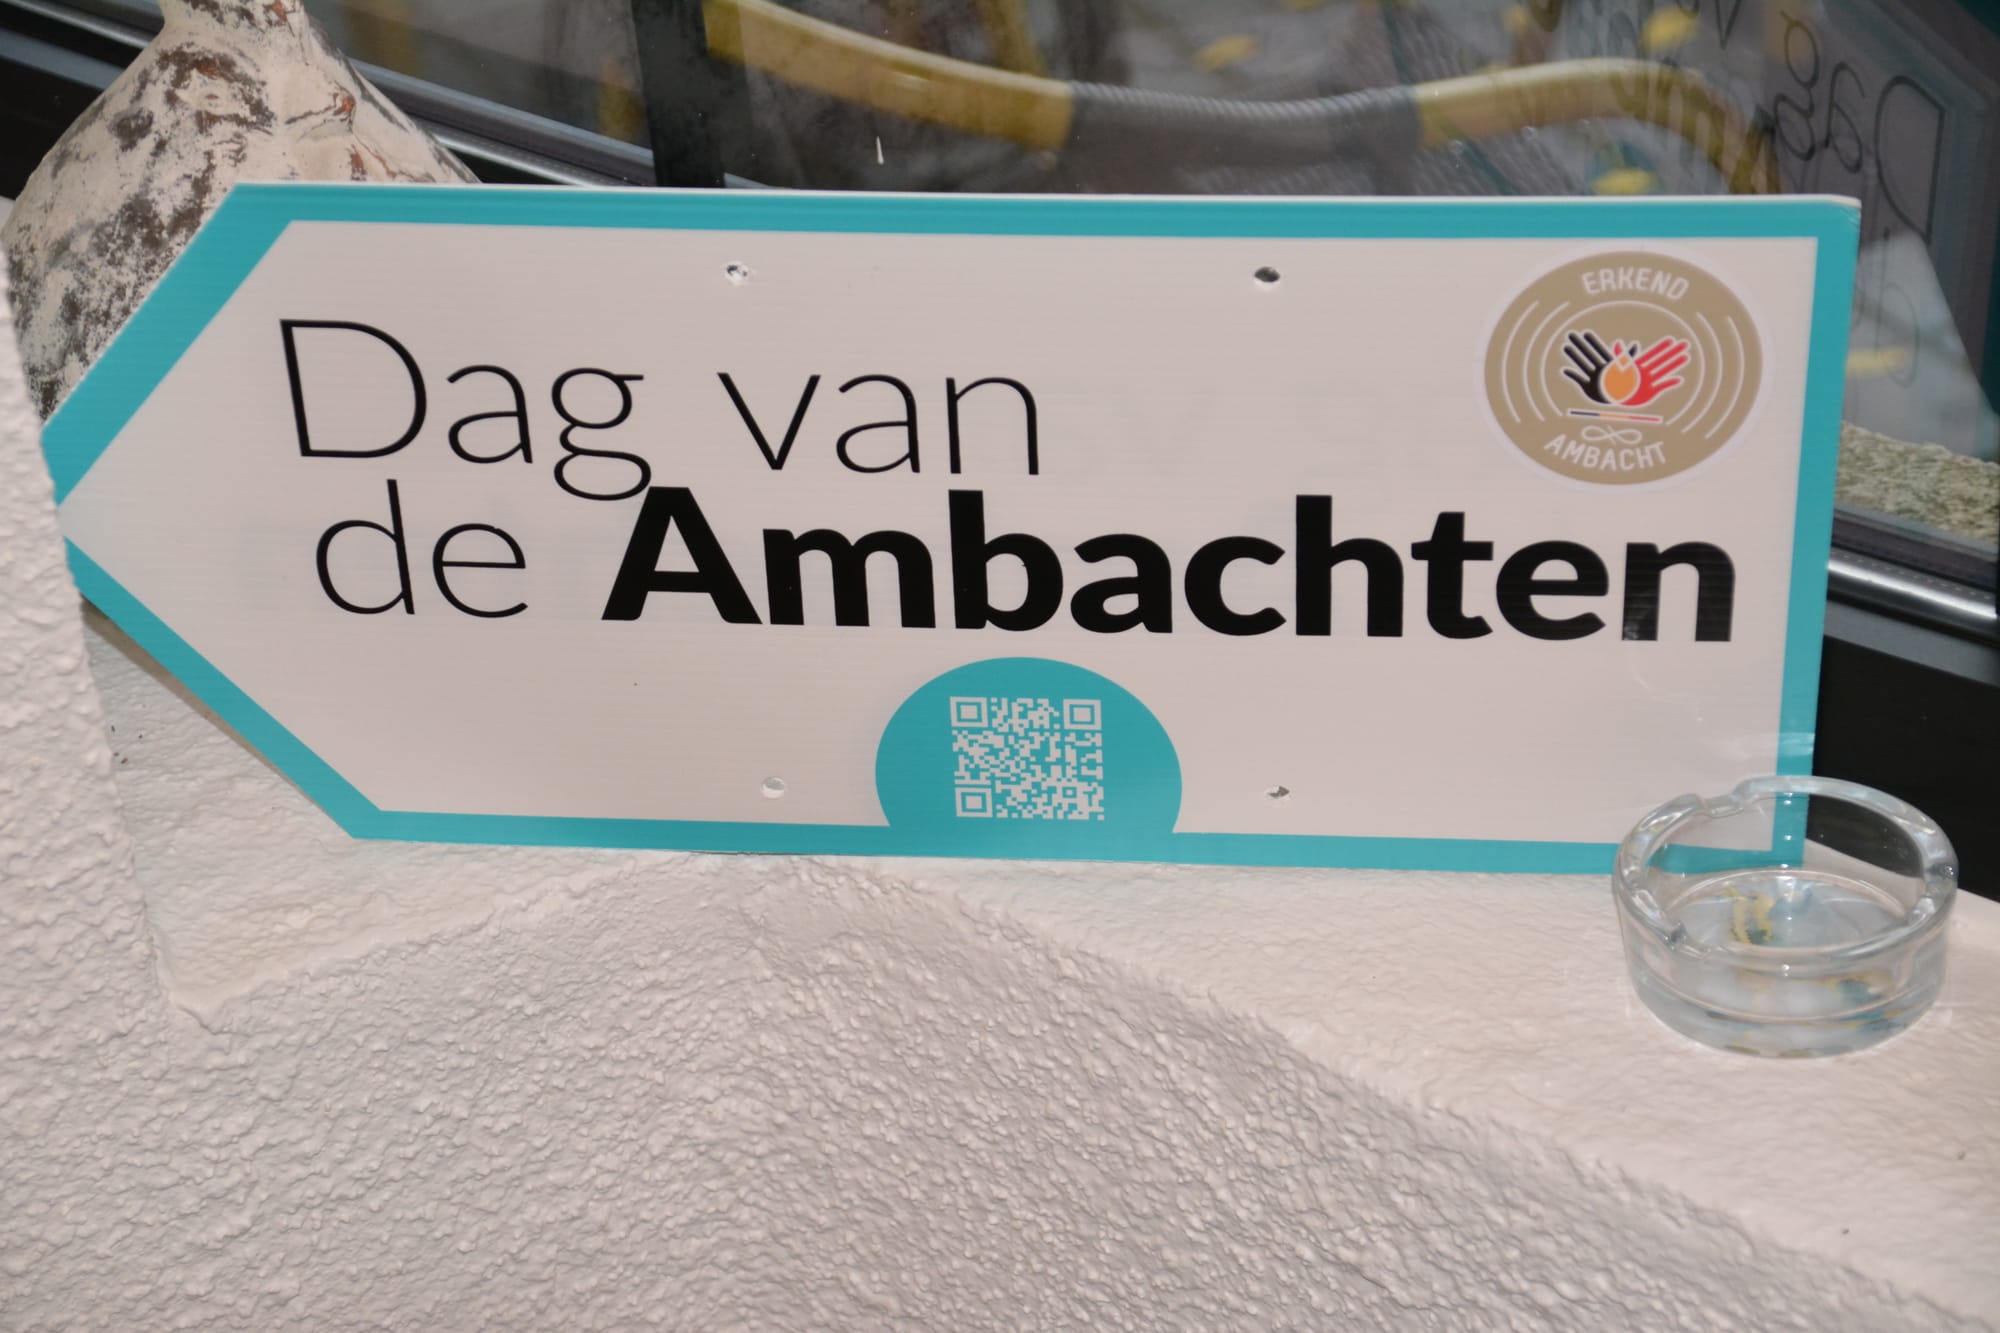 ERKEND
AMBACHT
Dag van
de Ambachten